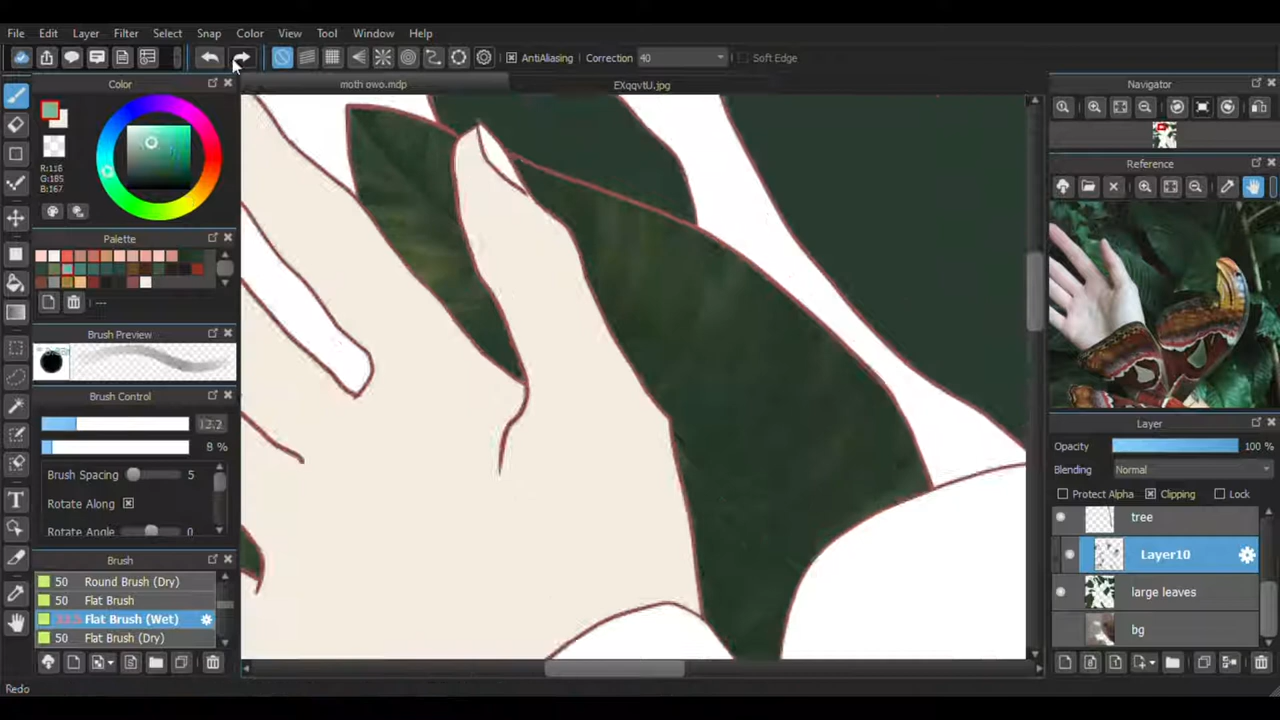 File Edit Layer Filter Select Snap Color View Tool Window Help
AntiAliasing Correction 40 Soft Edge
Color
moth owo.mdp
EXqqvtU.jpg
Navigator
R:116
G:185
B:167
Reference
Palette
---
Brush Preview
Brush Control
12.2
8 %
Brush Spacing 5
Rotate Along
Rotate Angle 0
Brush
50 Round Brush (Dry)
50 Flat Brush
Flat Brush (Wet)
50 Flat Brush (Dry)
Layer
Opacity 100 %
Blending Normal
Protect Alpha Clipping Lock
tree
Layer10
large leaves
bg
Redo